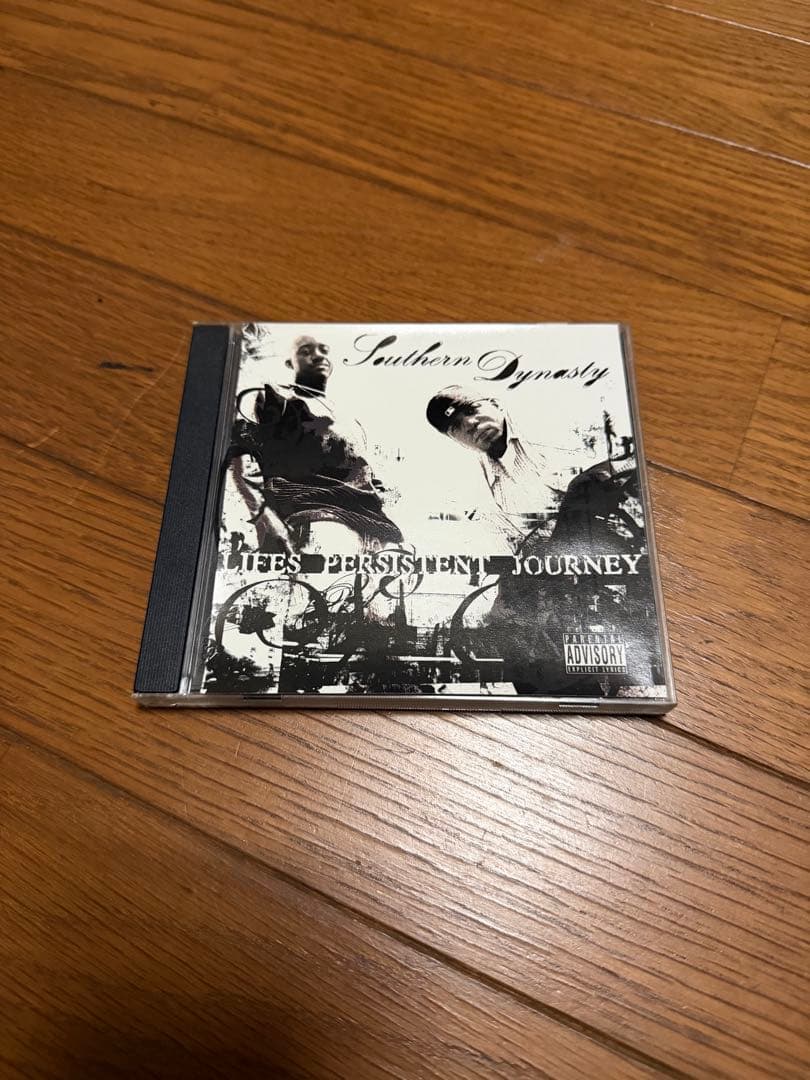 Southern Dynasty
LIFES PERSISTENT JOURNEY
PARENTAL
ADVISORY
EXPLICIT LYRICS